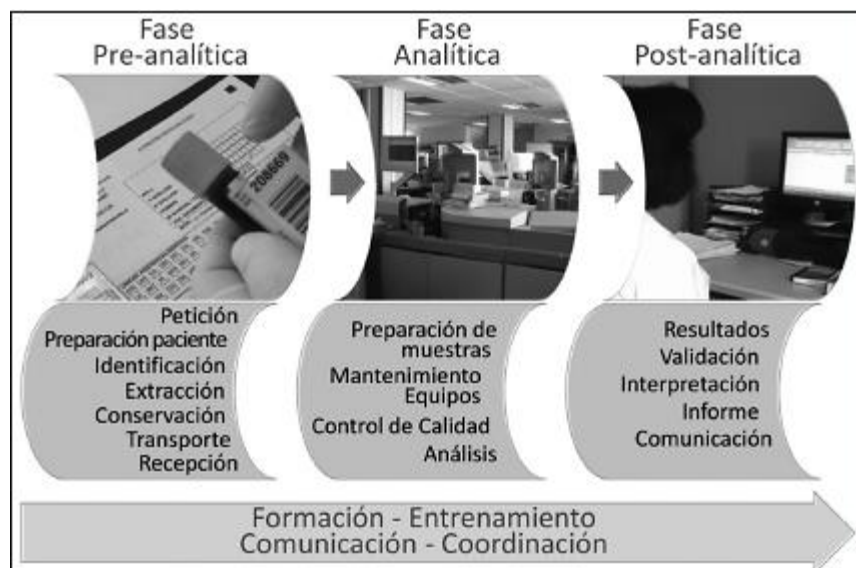 Fase
Pre-analítica
Fase
Analítica
Fase
Post-analítica
208669
Petición
Preparación paciente
Identificación
Extracción
Conservación
Transporte
Recepción
Preparación de
muestras
Mantenimiento
Equipos
Control de Calidad
Análisis
Resultados
Validación
Interpretación
Informe
Comunicación
Formación - Entrenamiento
Comunicación - Coordinación